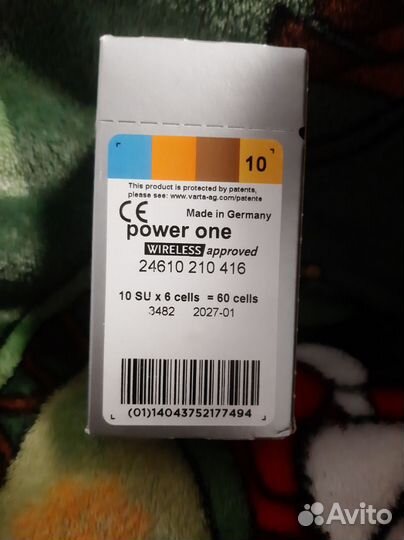 10
This product is protected by patents,
please see: www.varta-ag.com/patente
CE Made in Germany
power one
WIRELESS approved
24610 210 416
10 SU x 6 cells = 60 cells
3482 2027-01
(01)14043752177494
Avito